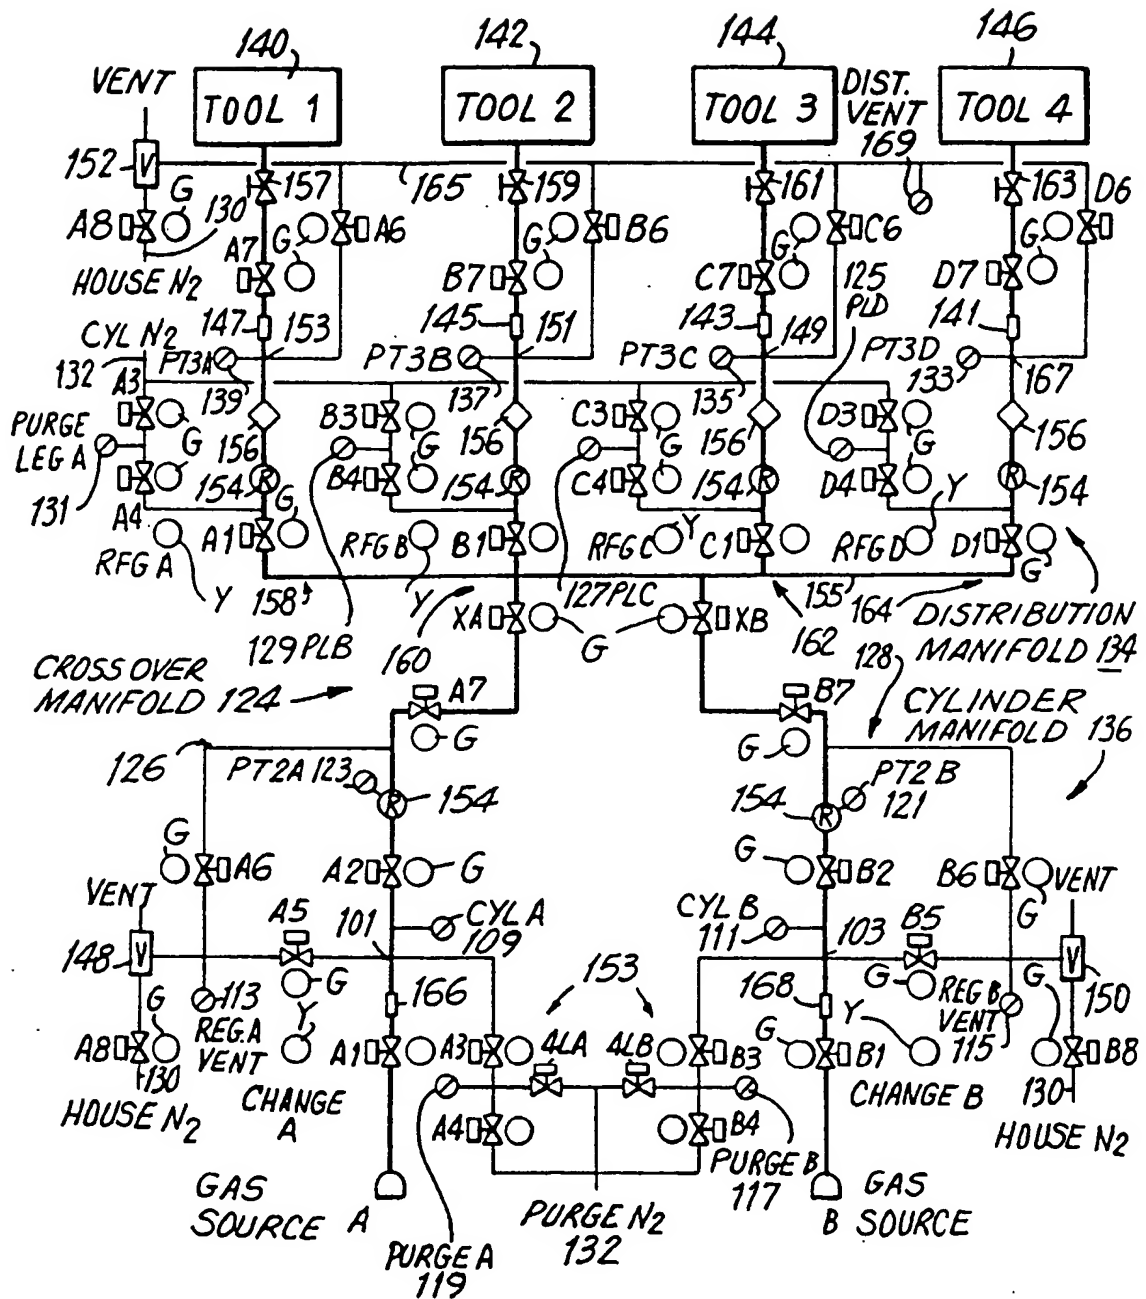 140
142
144
146
VENT
TOOL 1
TOOL 2
TOOL 3
DIST.
VENT
169
TOOL 4
152
V
G
130
157
165
159
161
163
D6
A8
A7
G
A6
B7
G
B6
C7
G
C6
125
PLD
D7
G
HOUSE N2
CYL N2
132
147
153
145
151
143
149
141
PT3A
PT3B
PT3C
PT3D
133
167
A3
139
137
135
PURGE
LEG A
131
G
156
B3
G
156
C3
G
156
D3
G
156
A4
G
R
154
G
B4
R
154
C4
R
154
D4
Y
R
154
RFG A
Y
A1
RFG B
Y
B1
RFG C
Y
C1
RFG D
D1
G
158
129 PLB
160
XA
G
127 PLC
XB
162
155
164
DISTRIBUTION
MANIFOLD 134
CROSS OVER
MANIFOLD 124
A7
G
B7
G
128
CYLINDER
MANIFOLD 136
126
PT2A 123
R
154
154
R
PT2 B
121
G
A6
A2
G
G
B2
B6
G
VENT
VENT
V
148
A5
G
101
CYL A
109
CYL B
111
103
B5
G
V
150
G
113
REG. A
VENT
Y
166
153
168
Y
REG B
VENT
115
G
A8
130
HOUSE N2
CHANGE
A
A1
A3
4LA
4LB
B3
G
B1
CHANGE B
B8
130
HOUSE N2
A4
B4
PURGE B
117
GAS
SOURCE A
PURGE N2
132
B
GAS
SOURCE
PURGE A
119